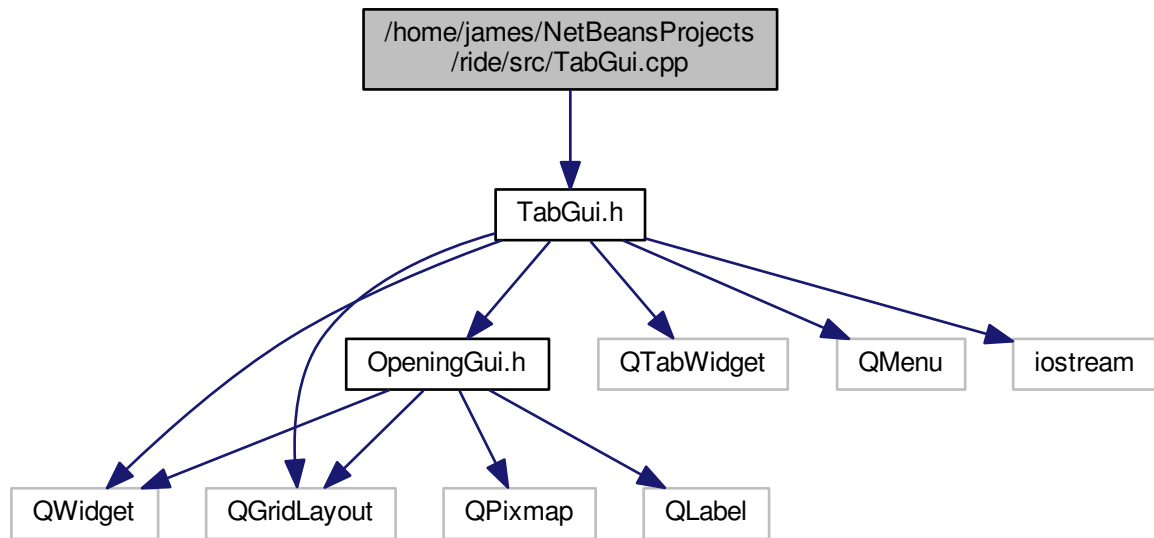 /home/james/NetBeansProjects
/ride/src/TabGui.cpp
TabGui.h
OpeningGui.h
QTabWidget
QMenu
iostream
QWidget
QGridLayout
QPixmap
QLabel